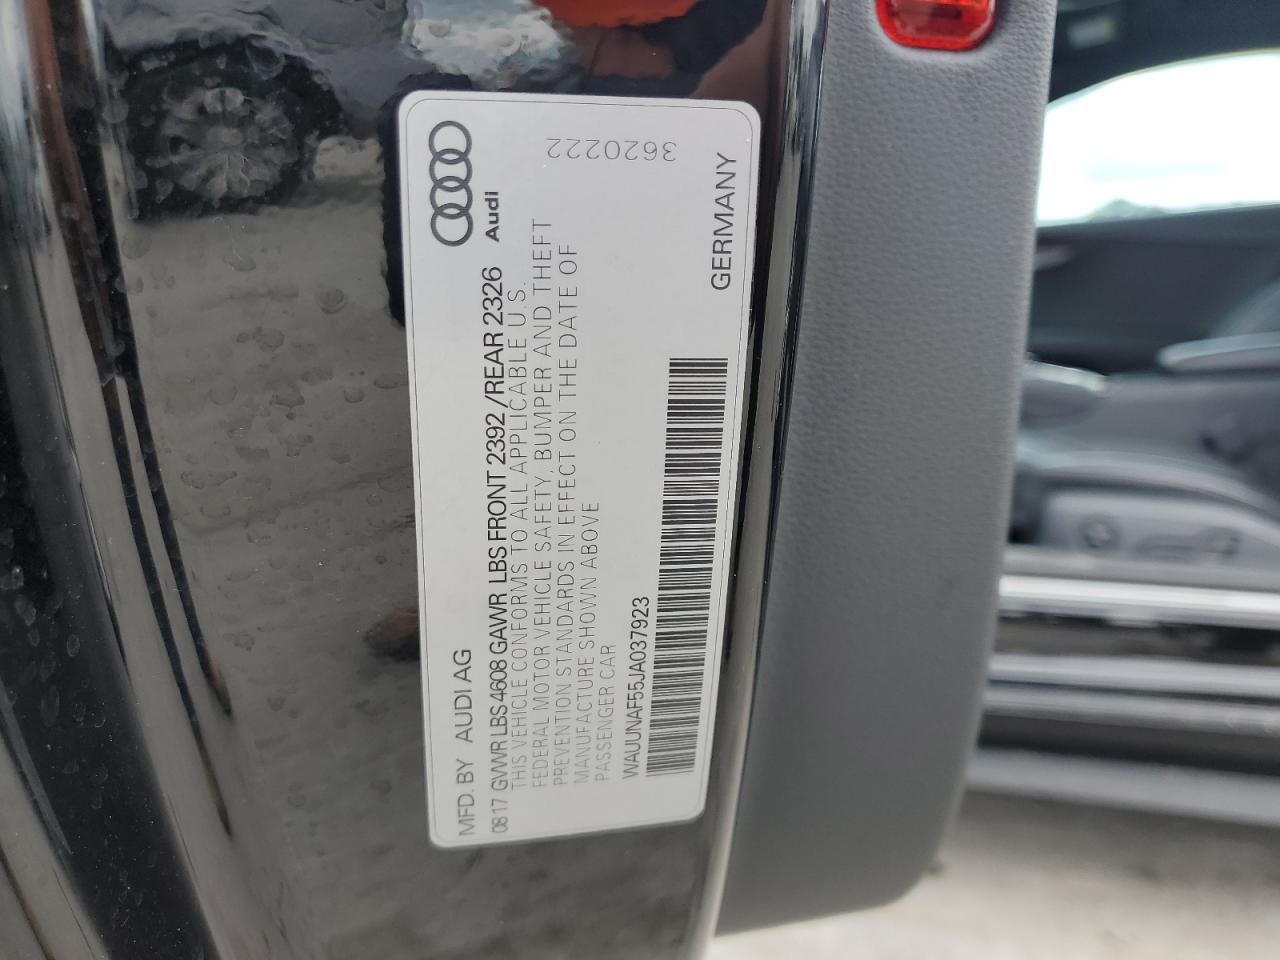 MFD. BY AUDI AG
Audi
08 17 GVWR LBS 4608 GAWR LBS FRONT 2392 /REAR 2326
THIS VEHICLE CONFORMS TO ALL APPLICABLE U.S.
FEDERAL MOTOR VEHICLE SAFETY, BUMPER AND THEFT
PREVENTION STANDARDS IN EFFECT ON THE DATE OF
MANUFACTURE SHOWN ABOVE
PASSENGER CAR
WAUUNAF55JA037923
3620222
GERMANY